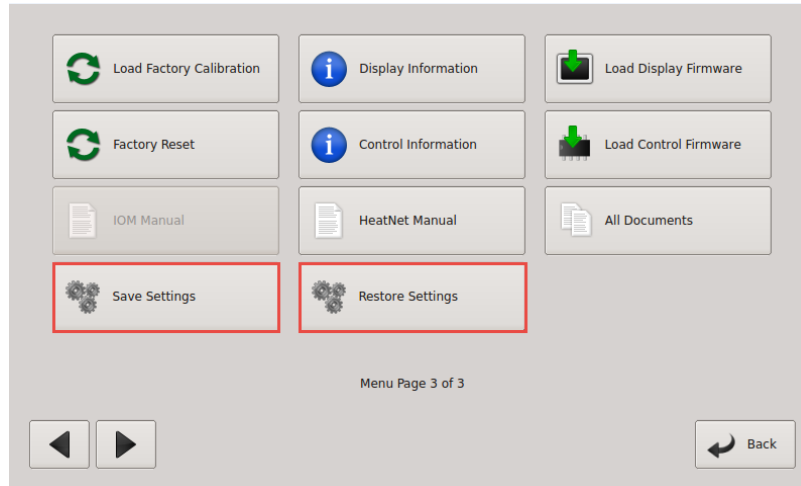 Load Factory Calibration
Display Information
Load Display Firmware
Factory Reset
Control Information
Load Control Firmware
IOM Manual
HeatNet Manual
All Documents
Save Settings
Restore Settings
Menu Page 3 of 3
Back